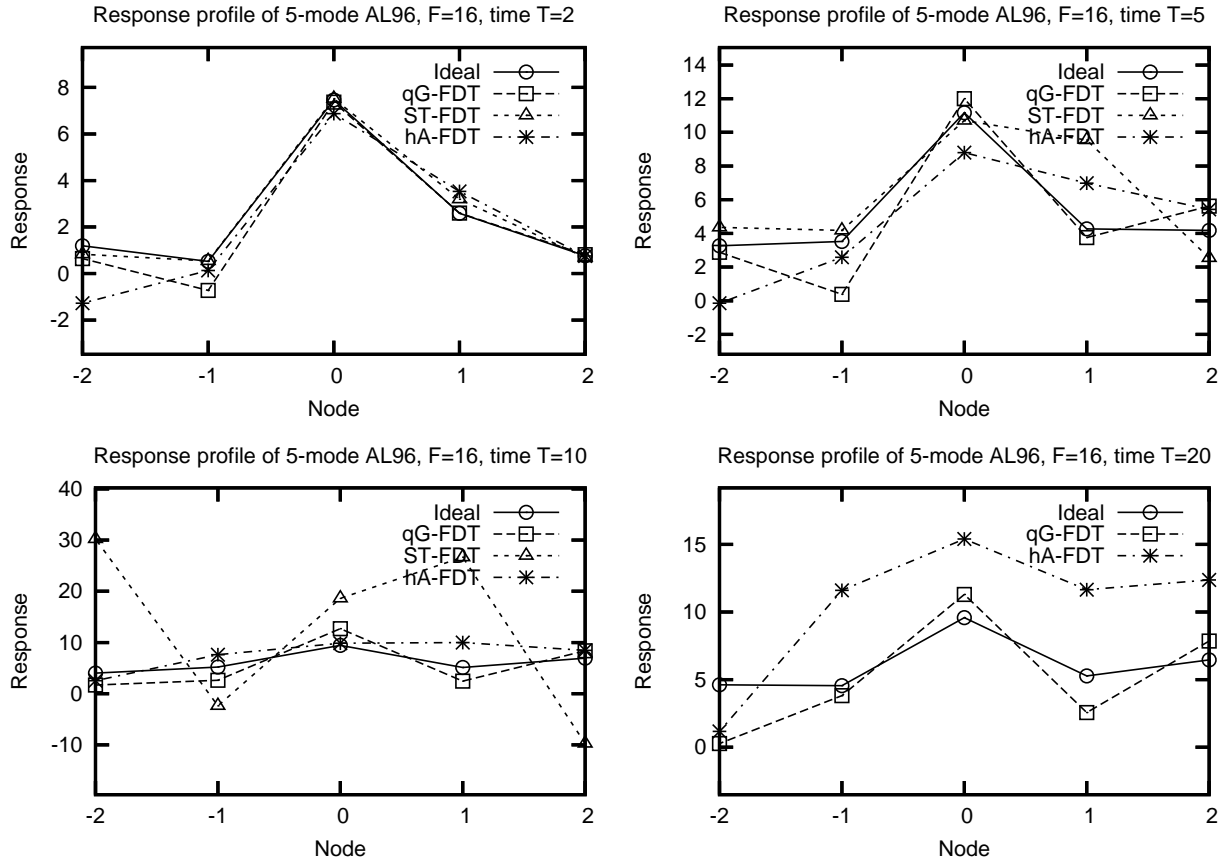 Response profile of 5-mode AL96, F=16, time T=2
Response
8
6
4
2
0
-2
Ideal
qG-FDT
ST-FDT
hA-FDT
-2 -1 0 1 2
Node
Response profile of 5-mode AL96, F=16, time T=5
Response
14
12
10
8
6
4
2
0
-2
Ideal
qG-FDT
ST-FDT
hA-FDT
-2 -1 0 1 2
Node
Response profile of 5-mode AL96, F=16, time T=10
Response
40
30
20
10
0
-10
Ideal
qG-FDT
ST-FDT
hA-FDT
-2 -1 0 1 2
Node
Response profile of 5-mode AL96, F=16, time T=20
Response
15
10
5
0
Ideal
qG-FDT
hA-FDT
-2 -1 0 1 2
Node